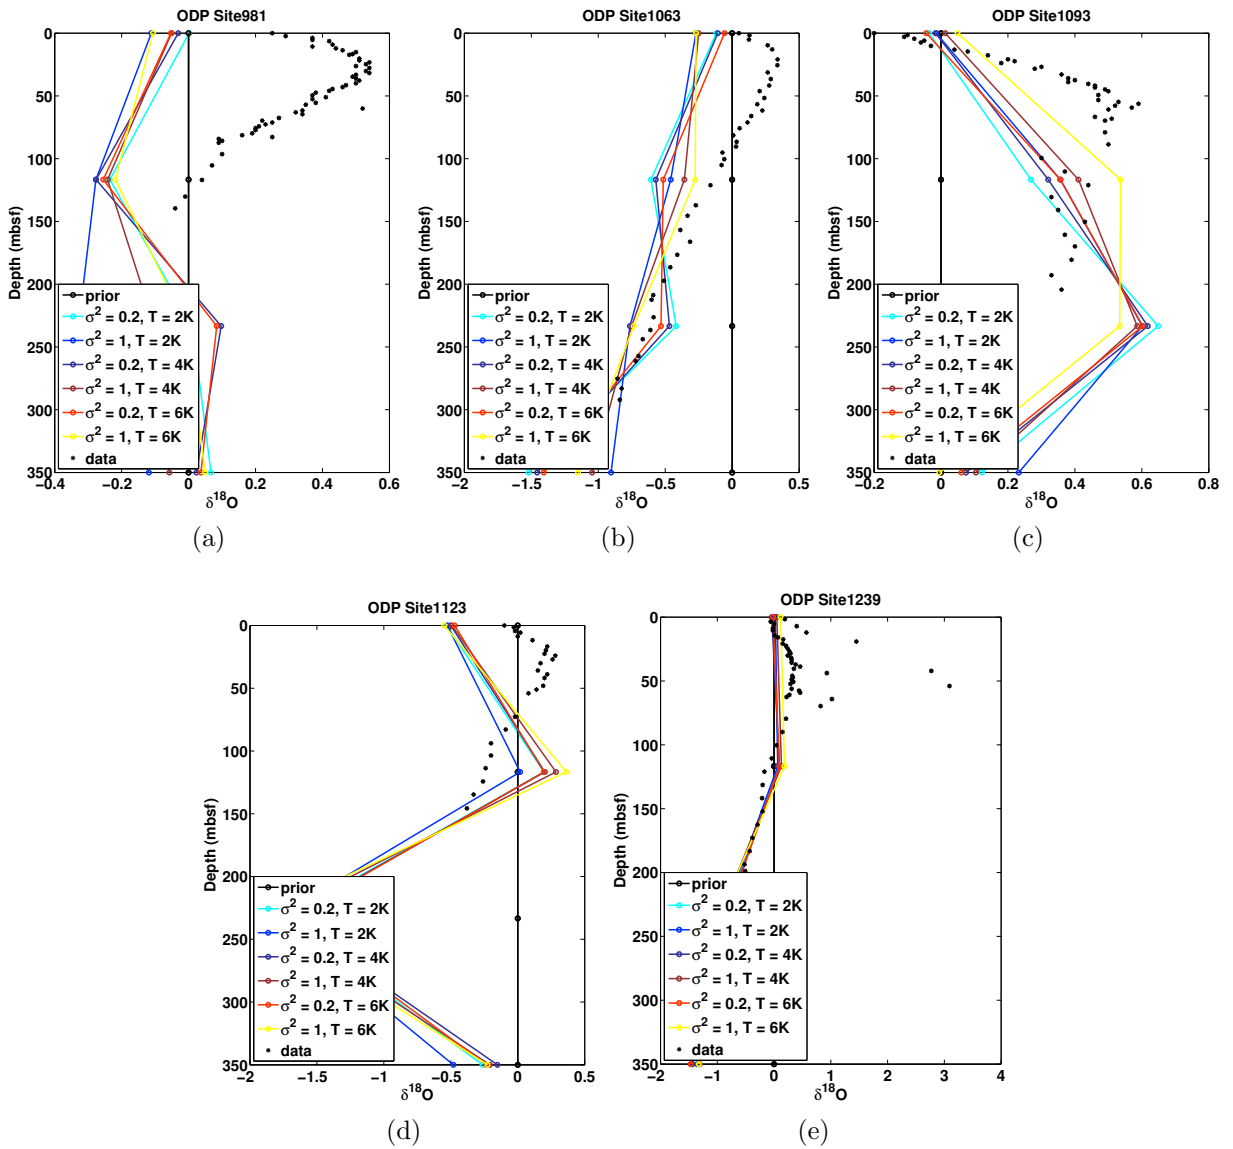 ODP Site981
0
50
100
150
200
250
300
350
Depth (mbsf)
−0.4 −0.2 0 0.2 0.4 0.6
δ18O
prior
σ2 = 0.2, T = 2K
σ2 = 1, T = 2K
σ2 = 0.2, T = 4K
σ2 = 1, T = 4K
σ2 = 0.2, T = 6K
σ2 = 1, T = 6K
data
(a)
ODP Site1063
0
50
100
150
200
250
300
350
Depth (mbsf)
−2 −1.5 −1 −0.5 0 0.5
δ18O
prior
σ2 = 0.2, T = 2K
σ2 = 1, T = 2K
σ2 = 0.2, T = 4K
σ2 = 1, T = 4K
σ2 = 0.2, T = 6K
σ2 = 1, T = 6K
data
(b)
ODP Site1093
0
50
100
150
200
250
300
350
Depth (mbsf)
−0.2 0 0.2 0.4 0.6 0.8
δ18O
prior
σ2 = 0.2, T = 2K
σ2 = 1, T = 2K
σ2 = 0.2, T = 4K
σ2 = 1, T = 4K
σ2 = 0.2, T = 6K
σ2 = 1, T = 6K
data
(c)
ODP Site1123
0
50
100
150
200
250
300
350
Depth (mbsf)
−2 −1.5 −1 −0.5 0 0.5
δ18O
prior
σ2 = 0.2, T = 2K
σ2 = 1, T = 2K
σ2 = 0.2, T = 4K
σ2 = 1, T = 4K
σ2 = 0.2, T = 6K
σ2 = 1, T = 6K
data
(d)
ODP Site1239
0
50
100
150
200
250
300
350
Depth (mbsf)
−2 −1 0 1 2 3 4
δ18O
prior
σ2 = 0.2, T = 2K
σ2 = 1, T = 2K
σ2 = 0.2, T = 4K
σ2 = 1, T = 4K
σ2 = 0.2, T = 6K
σ2 = 1, T = 6K
data
(e)